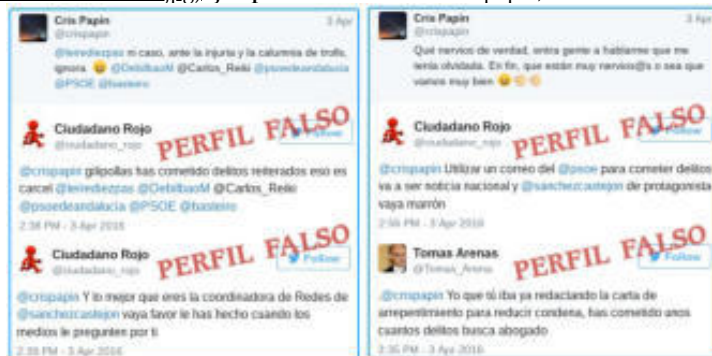 Cris Papin
3 Apr
@crispapin
@leirediezpas ni caso, ante la injuria y la calumnia de trolls,
ignora. @DebilbaoM @Carlos_Reiki @psoedeandalucia
@PSOE @basteiro
Ciudadano Rojo
@ciudadano_rojo
PERFIL FALSO
Follow
@crispapin gilipollas has cometido delitos reiterados eso es
carcel @leirediezpas @DebilbaoM @Carlos_Reiki
@psoedeandalucia @PSOE @basteiro
2:38 PM - 3 Apr 2016
Ciudadano Rojo
@ciudadano_rojo
PERFIL FALSO
Follow
@crispapin Y lo mejor que eres la coordinadora de Redes de
@sanchezcastejon vaya favor le has hecho cuando los
medios le pregunten por ti
2:39 PM - 3 Apr 2016
Cris Papin
3 Apr
@crispapin
Qué nervios de verdad, entra gente a hablarme que me
tenía olvidada. En fin, que están muy nervios@s o sea que
vamos muy bien
Ciudadano Rojo
@ciudadano_rojo
PERFIL FALSO
Follow
@crispapin Utilizar un correo del @psoe para cometer delitos
va a ser noticia nacional y @sanchezcastejon de protagonista
vaya marrón
PM - 3 Apr 2016
Tomas Arenas
@Tomas_Arena
PERFIL FALSO
Follow
.@crispapin Yo que tú iba ya redactando la carta de
arrepentimiento para reducir condena, has cometido unos
cuantos delitos busca abogado
2:35 PM - 3 Apr 2016